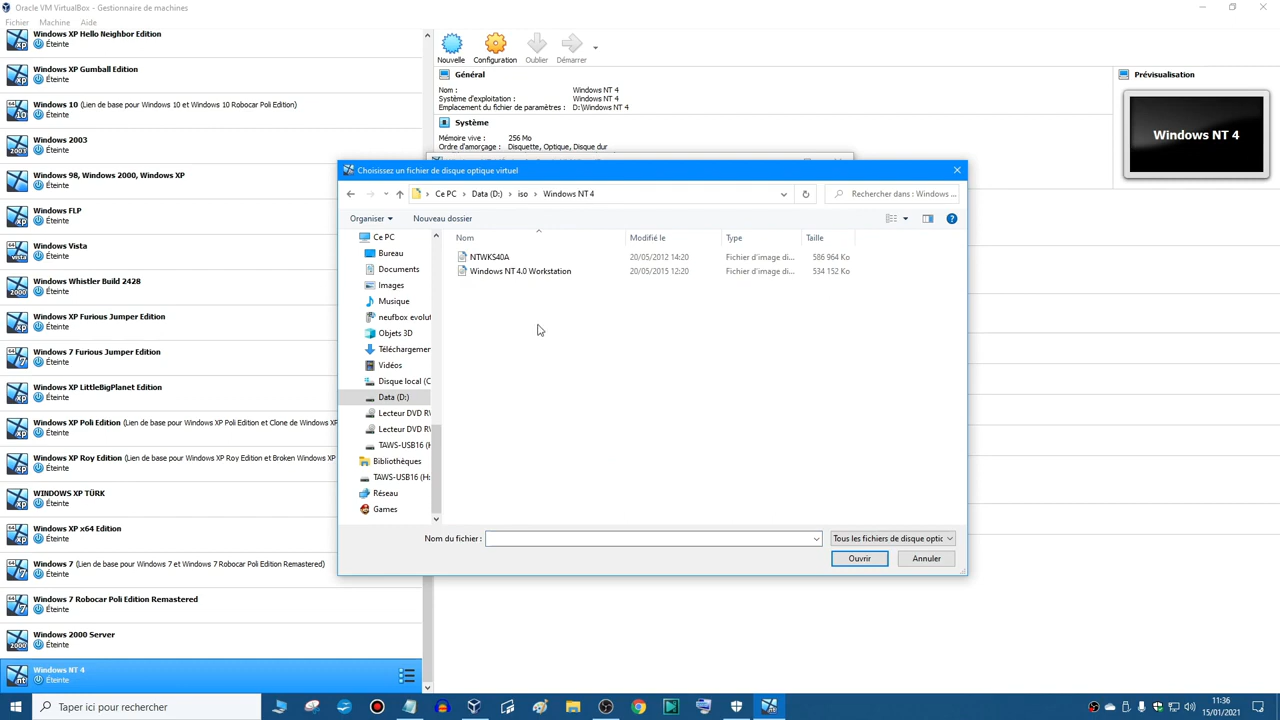 Oracle VM VirtualBox - Gestionnaire de machines
Fichier Machine Aide
Windows XP Hello Neighbor Edition
Éteinte
Windows XP Gumball Edition
Éteinte
Windows 10 (Lien de base pour Windows 10 et Windows 10 Robocar Poli Edition)
Éteinte
Windows 2003
Éteinte
Windows 98, Windows 2000, Windows XP
Éteinte
Windows FLP
Éteinte
Windows Vista
Éteinte
Windows Whistler Build 2428
Éteinte
Windows XP Furious Jumper Edition
Éteinte
Windows 7 Furious Jumper Edition
Éteinte
Windows XP LittleBigPlanet Edition
Éteinte
Windows XP Poli Edition (Lien de base pour Windows XP Poli Edition et Clone de Windows XP
Éteinte
Windows XP Roy Edition (Lien de base pour Windows XP Roy Edition et Broken Windows XP
Éteinte
WINDOWS XP TÜRK
Éteinte
Windows XP x64 Edition
Éteinte
Windows 7 (Lien de base pour Windows 7 et Windows 7 Robocar Poli Edition Remastered)
Éteinte
Windows 7 Robocar Poli Edition Remastered
Éteinte
Windows 2000 Server
Éteinte
Windows NT 4
Éteinte
Nouvelle Configuration Oublier Démarrer
Général
Nom : Windows NT 4
Système d'exploitation : Windows NT 4
Emplacement du fichier de paramètres : D:\Windows NT 4
Système
Mémoire vive : 256 Mo
Ordre d'amorçage : Disquette, Optique, Disque dur
Prévisualisation
Windows NT 4
Choisissez un fichier de disque optique virtuel
Ce PC Data (D:) iso Windows NT 4
Rechercher dans : Windows ...
Organiser Nouveau dossier
Ce PC
Bureau
Documents
Images
Musique
neufbox evolut
Objets 3D
Téléchargemer
Vidéos
Disque local (C
Data (D:)
Lecteur DVD RV
Lecteur DVD RV
TAWS-USB16 (H
Bibliothèques
TAWS-USB16 (H:
Réseau
Games
Nom Modifié le Type Taille
NTWKS40A 20/05/2012 14:20 Fichier d'image di... 586 964 Ko
Windows NT 4.0 Workstation 20/05/2015 12:20 Fichier d'image di... 534 152 Ko
Nom du fichier : Tous les fichiers de disque optic
Ouvrir Annuler
Taper ici pour rechercher
11:36
15/01/2021